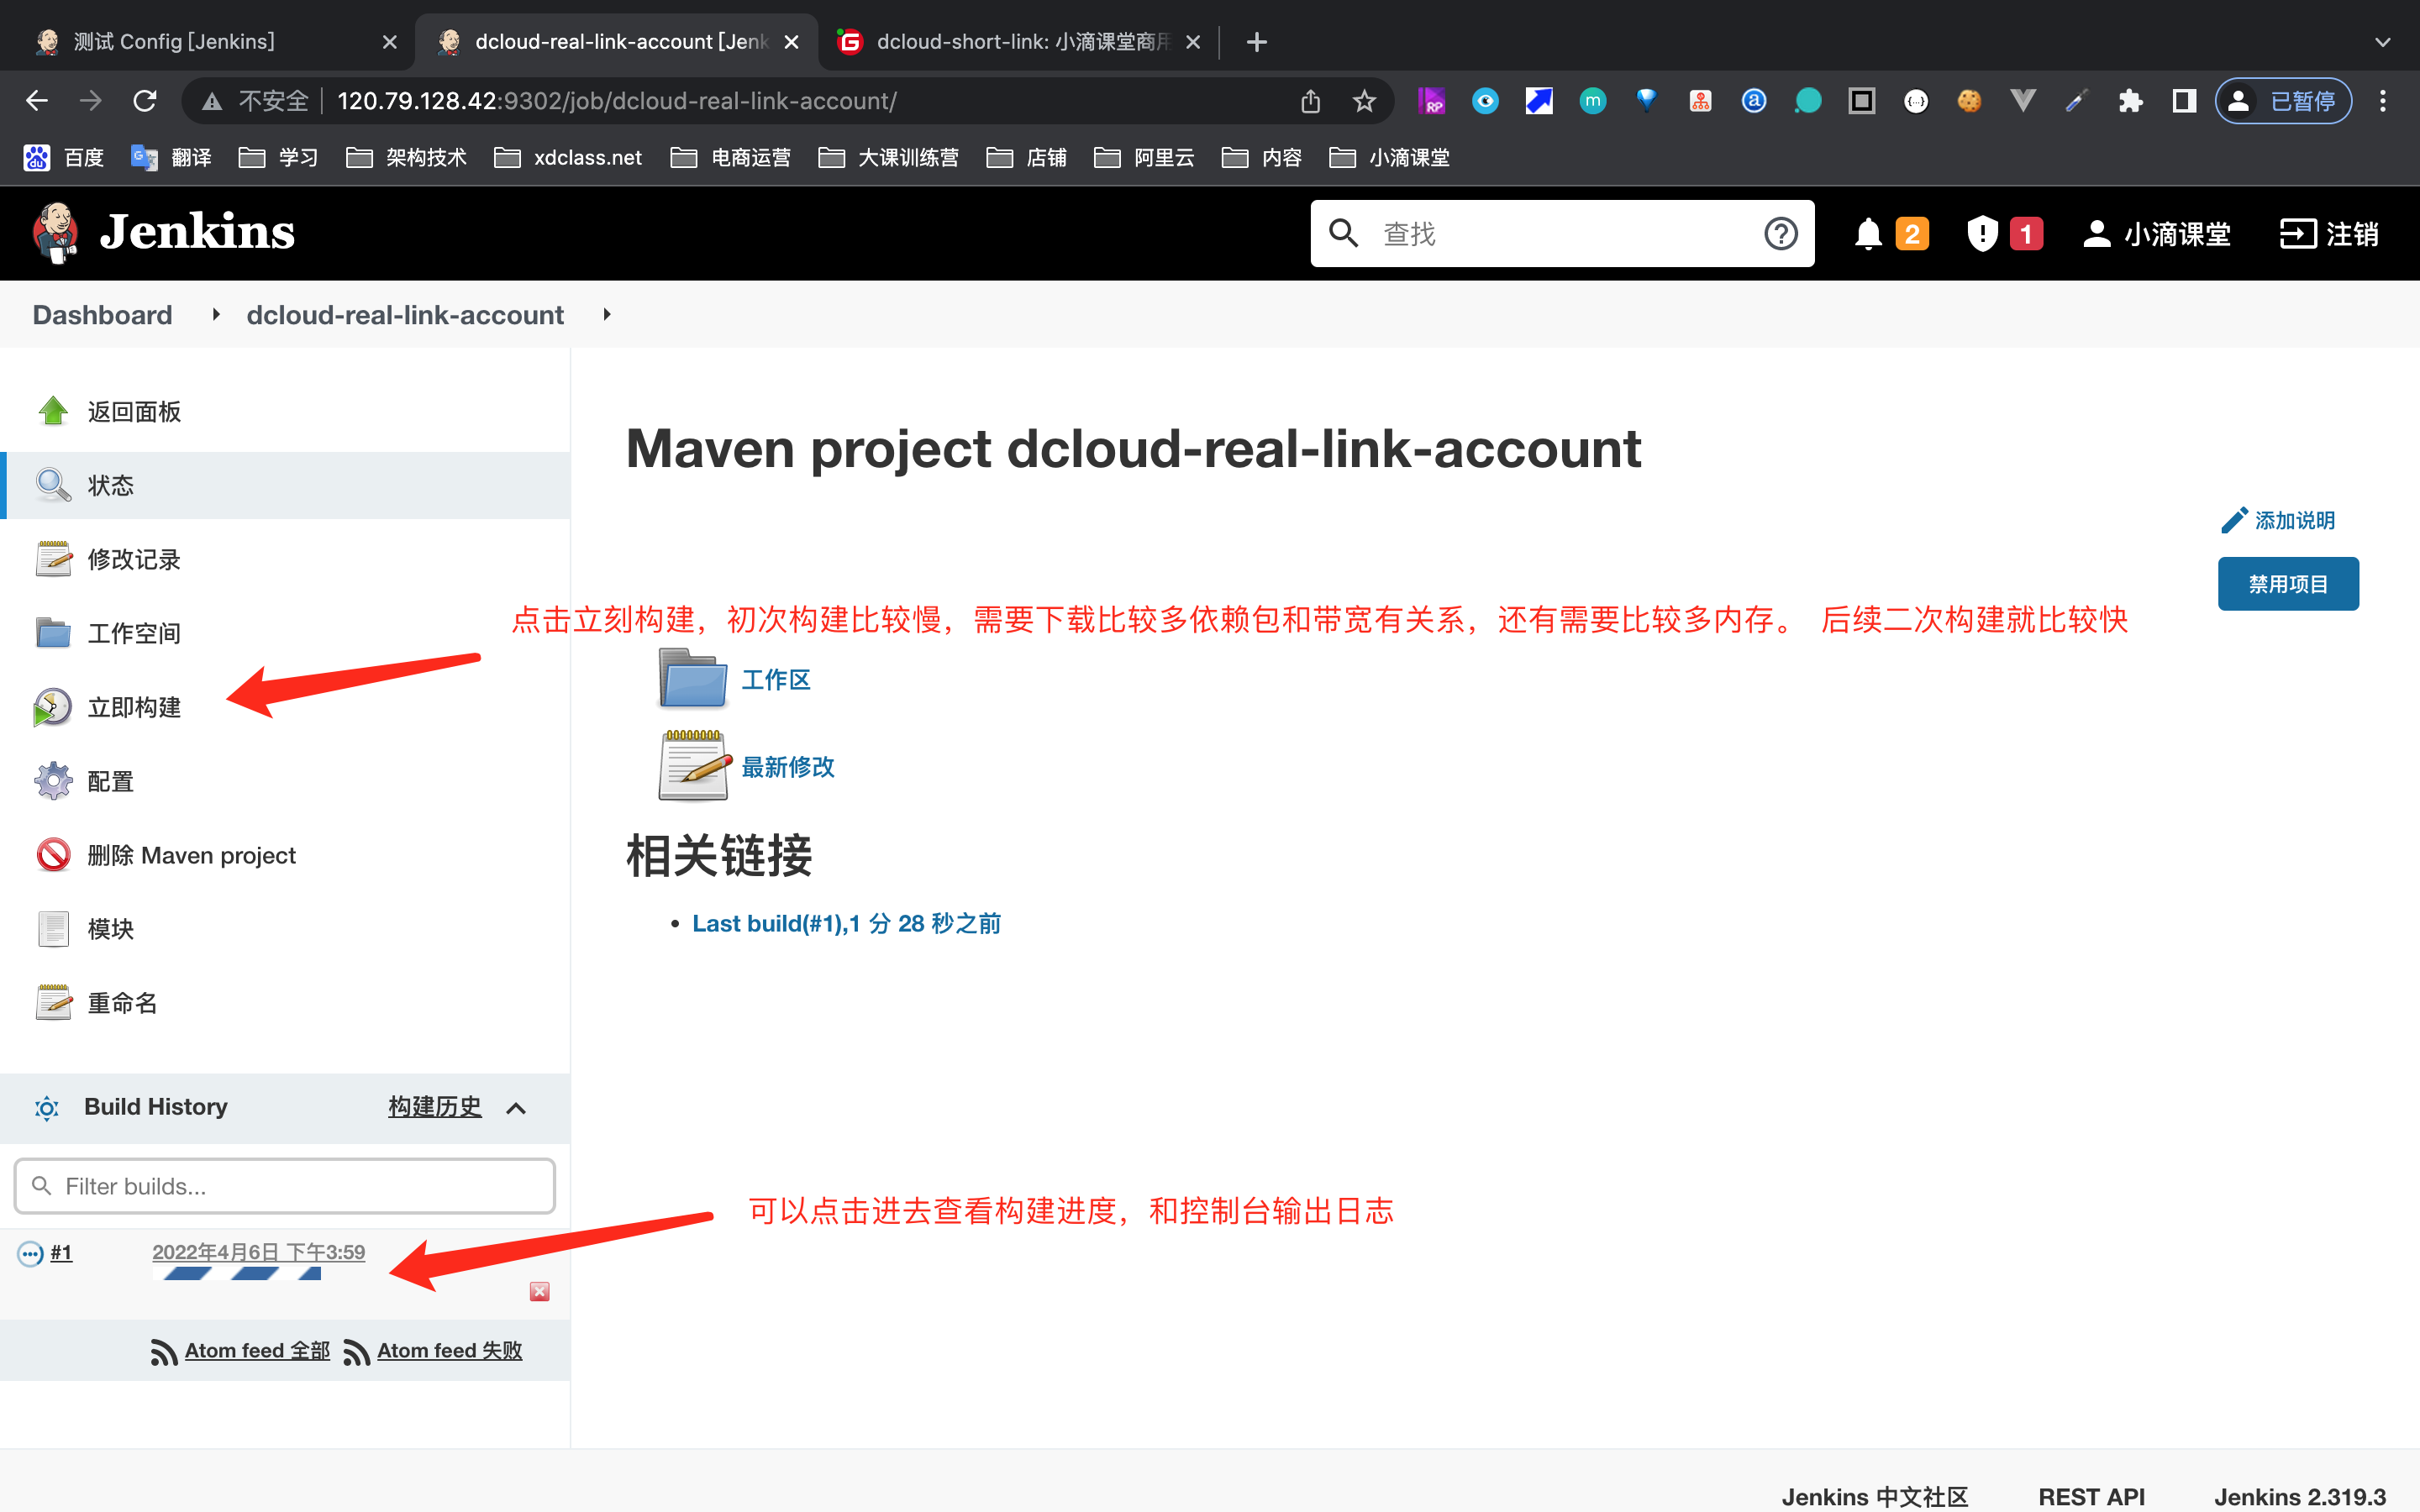 测试 Config [Jenkins]
dcloud-real-link-account [Jenk
dcloud-short-link: 小滴课堂商用
不安全
120.79.128.42:9302/job/dcloud-real-link-account/
已暂停
百度
翻译
学习
架构技术
xdclass.net
电商运营
大课训练营
店铺
阿里云
内容
小滴课堂
Jenkins
查找
2
1
小滴课堂
注销
Dashboard
dcloud-real-link-account
返回面板
状态
修改记录
工作空间
立即构建
配置
删除 Maven project
模块
重命名
Maven project dcloud-real-link-account
添加说明
禁用项目
点击立刻构建，初次构建比较慢，需要下载比较多依赖包和带宽有关系，还有需要比较多内存。 后续二次构建就比较快
工作区
最新修改
相关链接
Last build(#1),1 分 28 秒之前
Build History
构建历史
Filter builds...
可以点击进去查看构建进度，和控制台输出日志
#1
2022年4月6日 下午3:59
Atom feed 全部
Atom feed 失败
Jenkins 中文社区
REST API
Jenkins 2.319.3